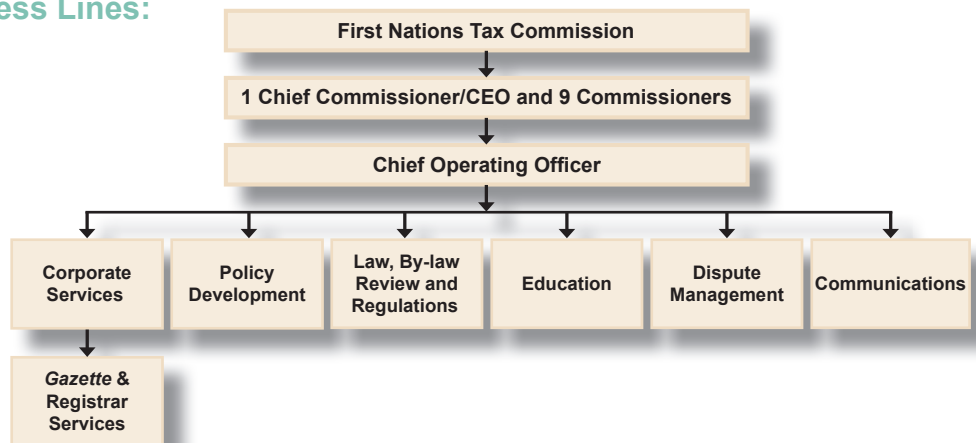 ess Lines:
First Nations Tax Commission
1 Chief Commissioner/CEO and 9 Commissioners
Chief Operating Officer
Corporate
Services
Policy
Development
Law, By-law
Review and
Regulations
Education
Dispute
Management
Communications
Gazette &
Registrar
Services